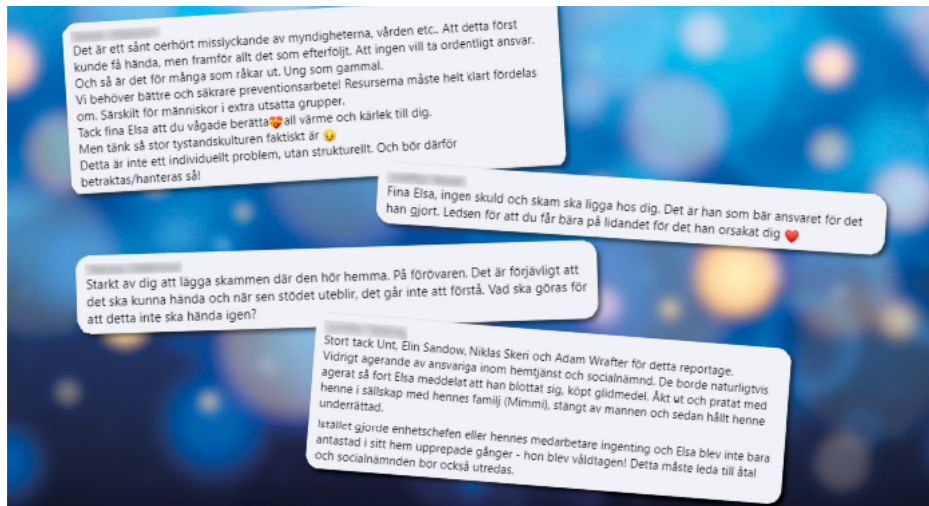 Det är ett sånt oerhört misslyckande av myndigheterna, vården etc.. Att detta först
kunde få hända, men framför allt det som efterföljt. Att ingen vill ta ordentligt ansvar.
Och så är det för många som råkar ut. Ung som gammal.
Vi behöver bättre och säkrare preventionsarbete! Resurserna måste helt klart fördelas
om. Särskilt för människor i extra utsatta grupper.
Tack fina Elsa att du vågade berätta💝all värme och kärlek till dig.
Men tänk så stor tystandskulturen faktiskt är 😢
Detta är inte ett individuellt problem, utan strukturellt. Och bör därför
betraktas/hanteras så!
Fina Elsa, ingen skuld och skam ska ligga hos dig. Det är han som bär ansvaret för det
han gjort. Ledsen för att du får bära på lidandet för det han orsakat dig ❤️
Starkt av dig att lägga skammen där den hör hemma. På förövaren. Det är förjävligt att
det ska kunna hända och när sen stödet uteblir, det går inte att förstå. Vad ska göras för
att detta inte ska hända igen?
Stort tack Unt, Elin Sandow, Niklas Skeri och Adam Wrafter för detta reportage.
Vidrigt agerande av ansvariga inom hemtjänst och socialnämnd. De borde naturligtvis
agerat så fort Elsa meddelat att han blottat sig, köpt glidmedel. Åkt ut och pratat med
henne i sällskap med hennes familj (Mimmi), stängt av mannen och sedan hållt henne
underrättad.
Istället gjorde enhetschefen eller hennes medarbetare ingenting och Elsa blev inte bara
antastad i sitt hem upprepade gånger - hon blev våldtagen! Detta måste leda till åtal
och socialnämnden bör också utredas.